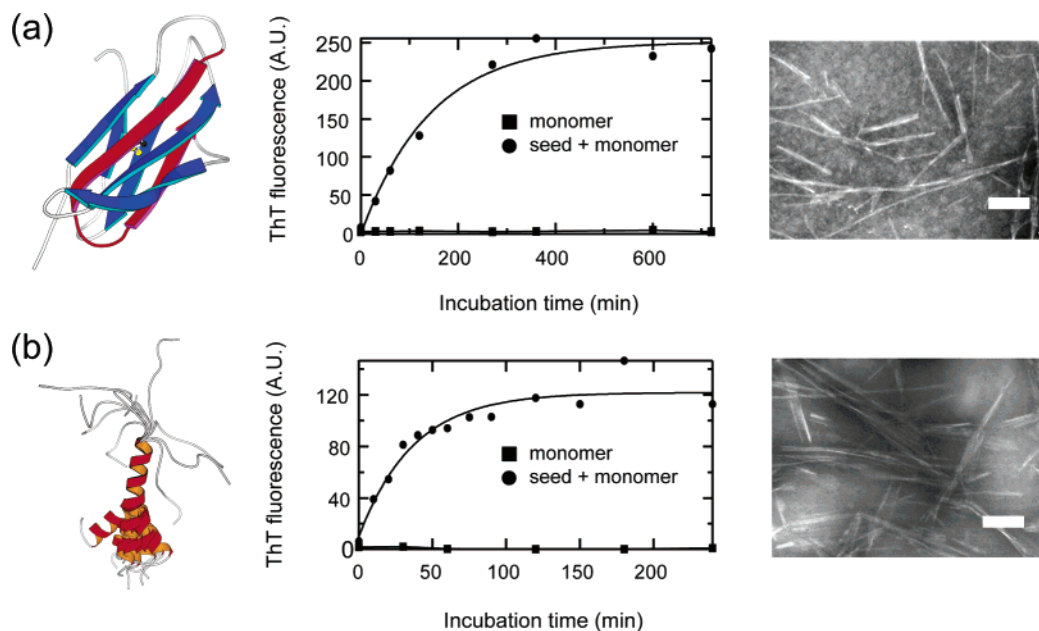 (a)
ThT fluorescence (A.U.)
250
200
150
100
50
0
monomer
seed + monomer
0
200
400
600
Incubation time (min)
(b)
ThT fluorescence (A.U.)
120
80
40
0
monomer
seed + monomer
0
50
100
150
200
Incubation time (min)